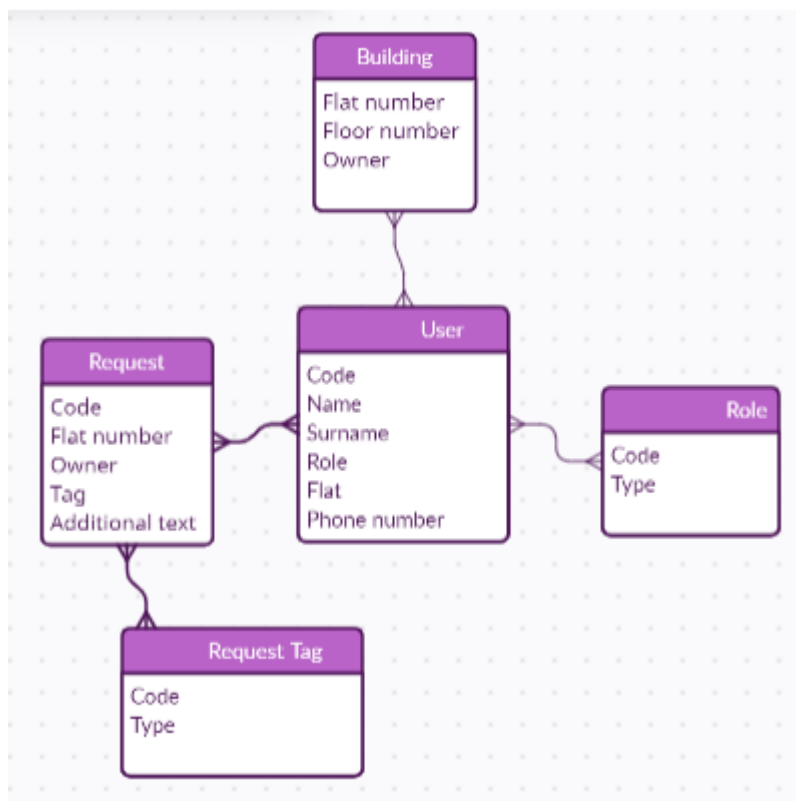 Building
Flat number
Floor number
Owner
User
Code
Name
Surname
Role
Flat
Phone number
Request
Code
Flat number
Owner
Tag
Additional text
Role
Code
Type
Request Tag
Code
Type